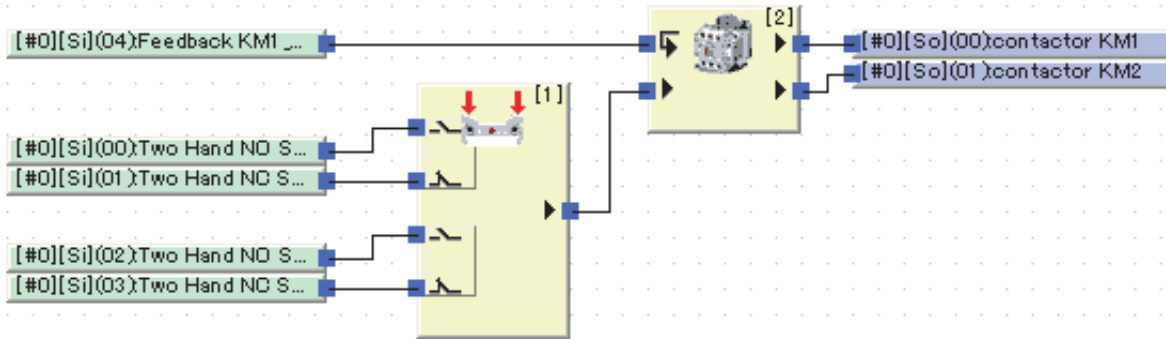 [#0][Si](04):Feedback KM1 _...
[2]
[#0][So](00):contactor KM1
[#0][So](01):contactor KM2
[1]
[#0][Si](00):Two Hand NO S...
[#0][Si](01):Two Hand NC S...
[#0][Si](02):Two Hand NO S...
[#0][Si](03):Two Hand NC S...